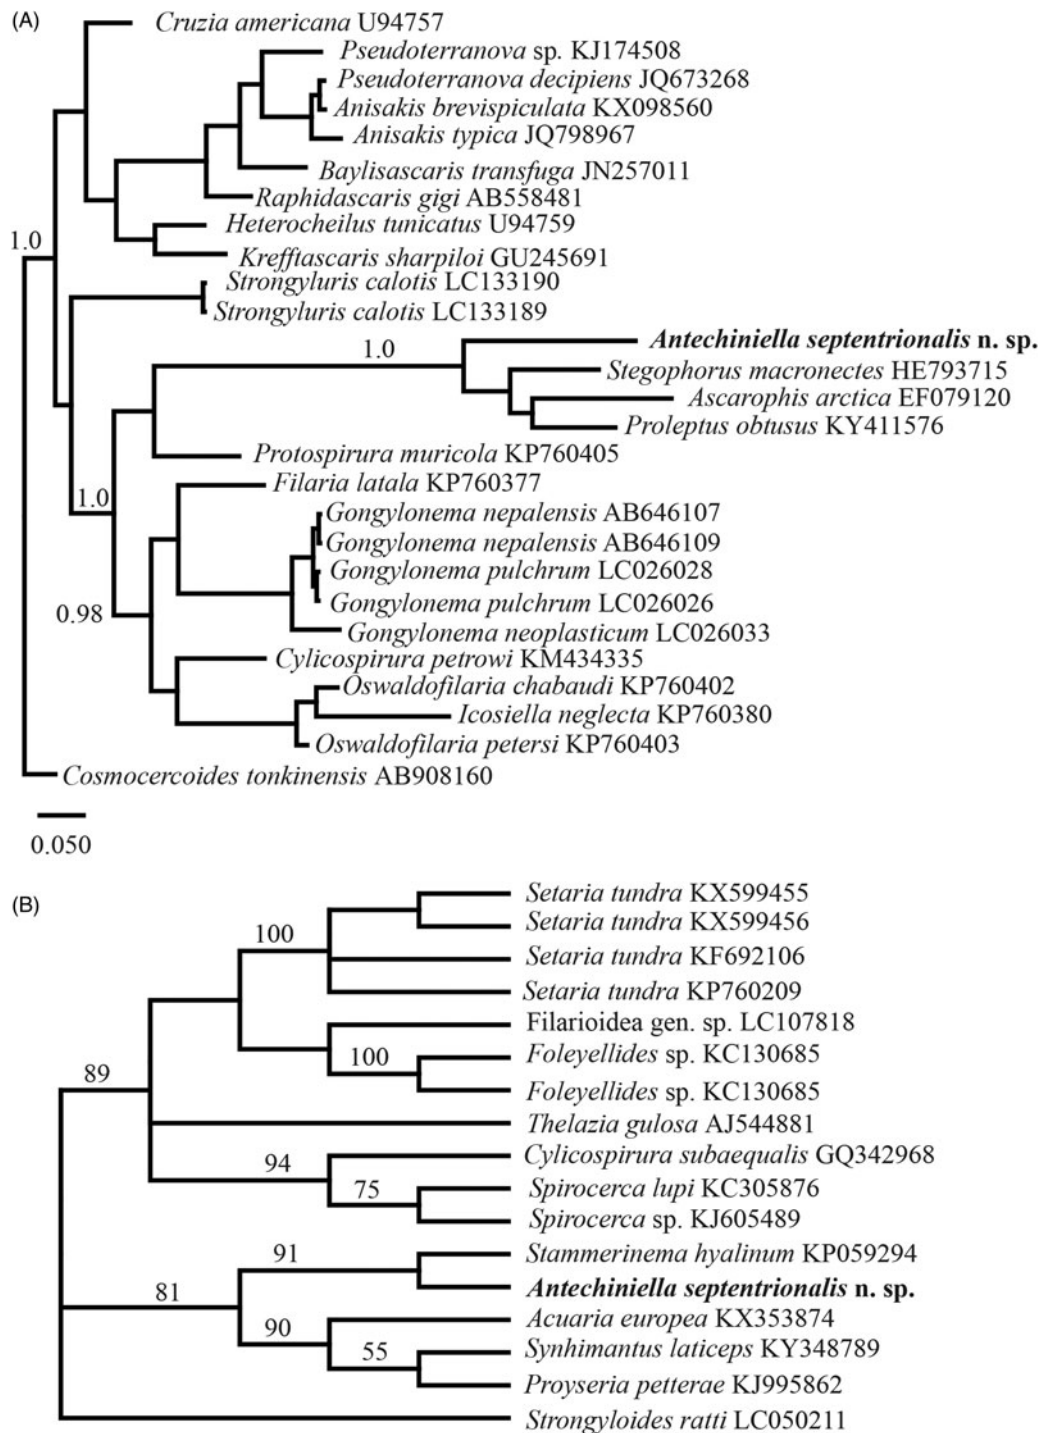 (A)
Cruzia americana U94757
Pseudoterranova sp. KJ174508
Pseudoterranova decipiens JQ673268
Anisakis brevispiculata KX098560
Anisakis typica JQ798967
Baylisascaris transfuga JN257011
Raphidascaris gigi AB558481
Heterocheilus tunicatus U94759
1.0
Krefftascaris sharpiloi GU245691
Strongyluris calotis LC133190
Strongyluris calotis LC133189
1.0
Antechiniella septentrionalis n. sp.
Stegophorus macronectes HE793715
Ascarophis arctica EF079120
Proleptus obtusus KY411576
Protospirura muricola KP760405
Filaria latala KP760377
1.0
Gongylonema nepalensis AB646107
Gongylonema nepalensis AB646109
Gongylonema pulchrum LC026028
Gongylonema pulchrum LC026026
0.98
Gongylonema neoplasticum LC026033
Cylicospirura petrowi KM434335
Oswaldofilaria chabaudi KP760402
Icosiella neglecta KP760380
Oswaldofilaria petersi KP760403
Cosmocercoides tonkinensis AB908160
0.050
(B)
Setaria tundra KX599455
Setaria tundra KX599456
100
Setaria tundra KF692106
Setaria tundra KP760209
Filarioidea gen. sp. LC107818
100
Foleyellides sp. KC130685
89
Foleyellides sp. KC130685
Thelazia gulosa AJ544881
Cylicospirura subaequalis GQ342968
94
75
Spirocerca lupi KC305876
Spirocerca sp. KJ605489
91
Stammerinema hyalinum KP059294
81
Antechiniella septentrionalis n. sp.
90
Acuaria europea KX353874
55
Synhimantus laticeps KY348789
Proyseria petterae KJ995862
Strongyloides ratti LC050211